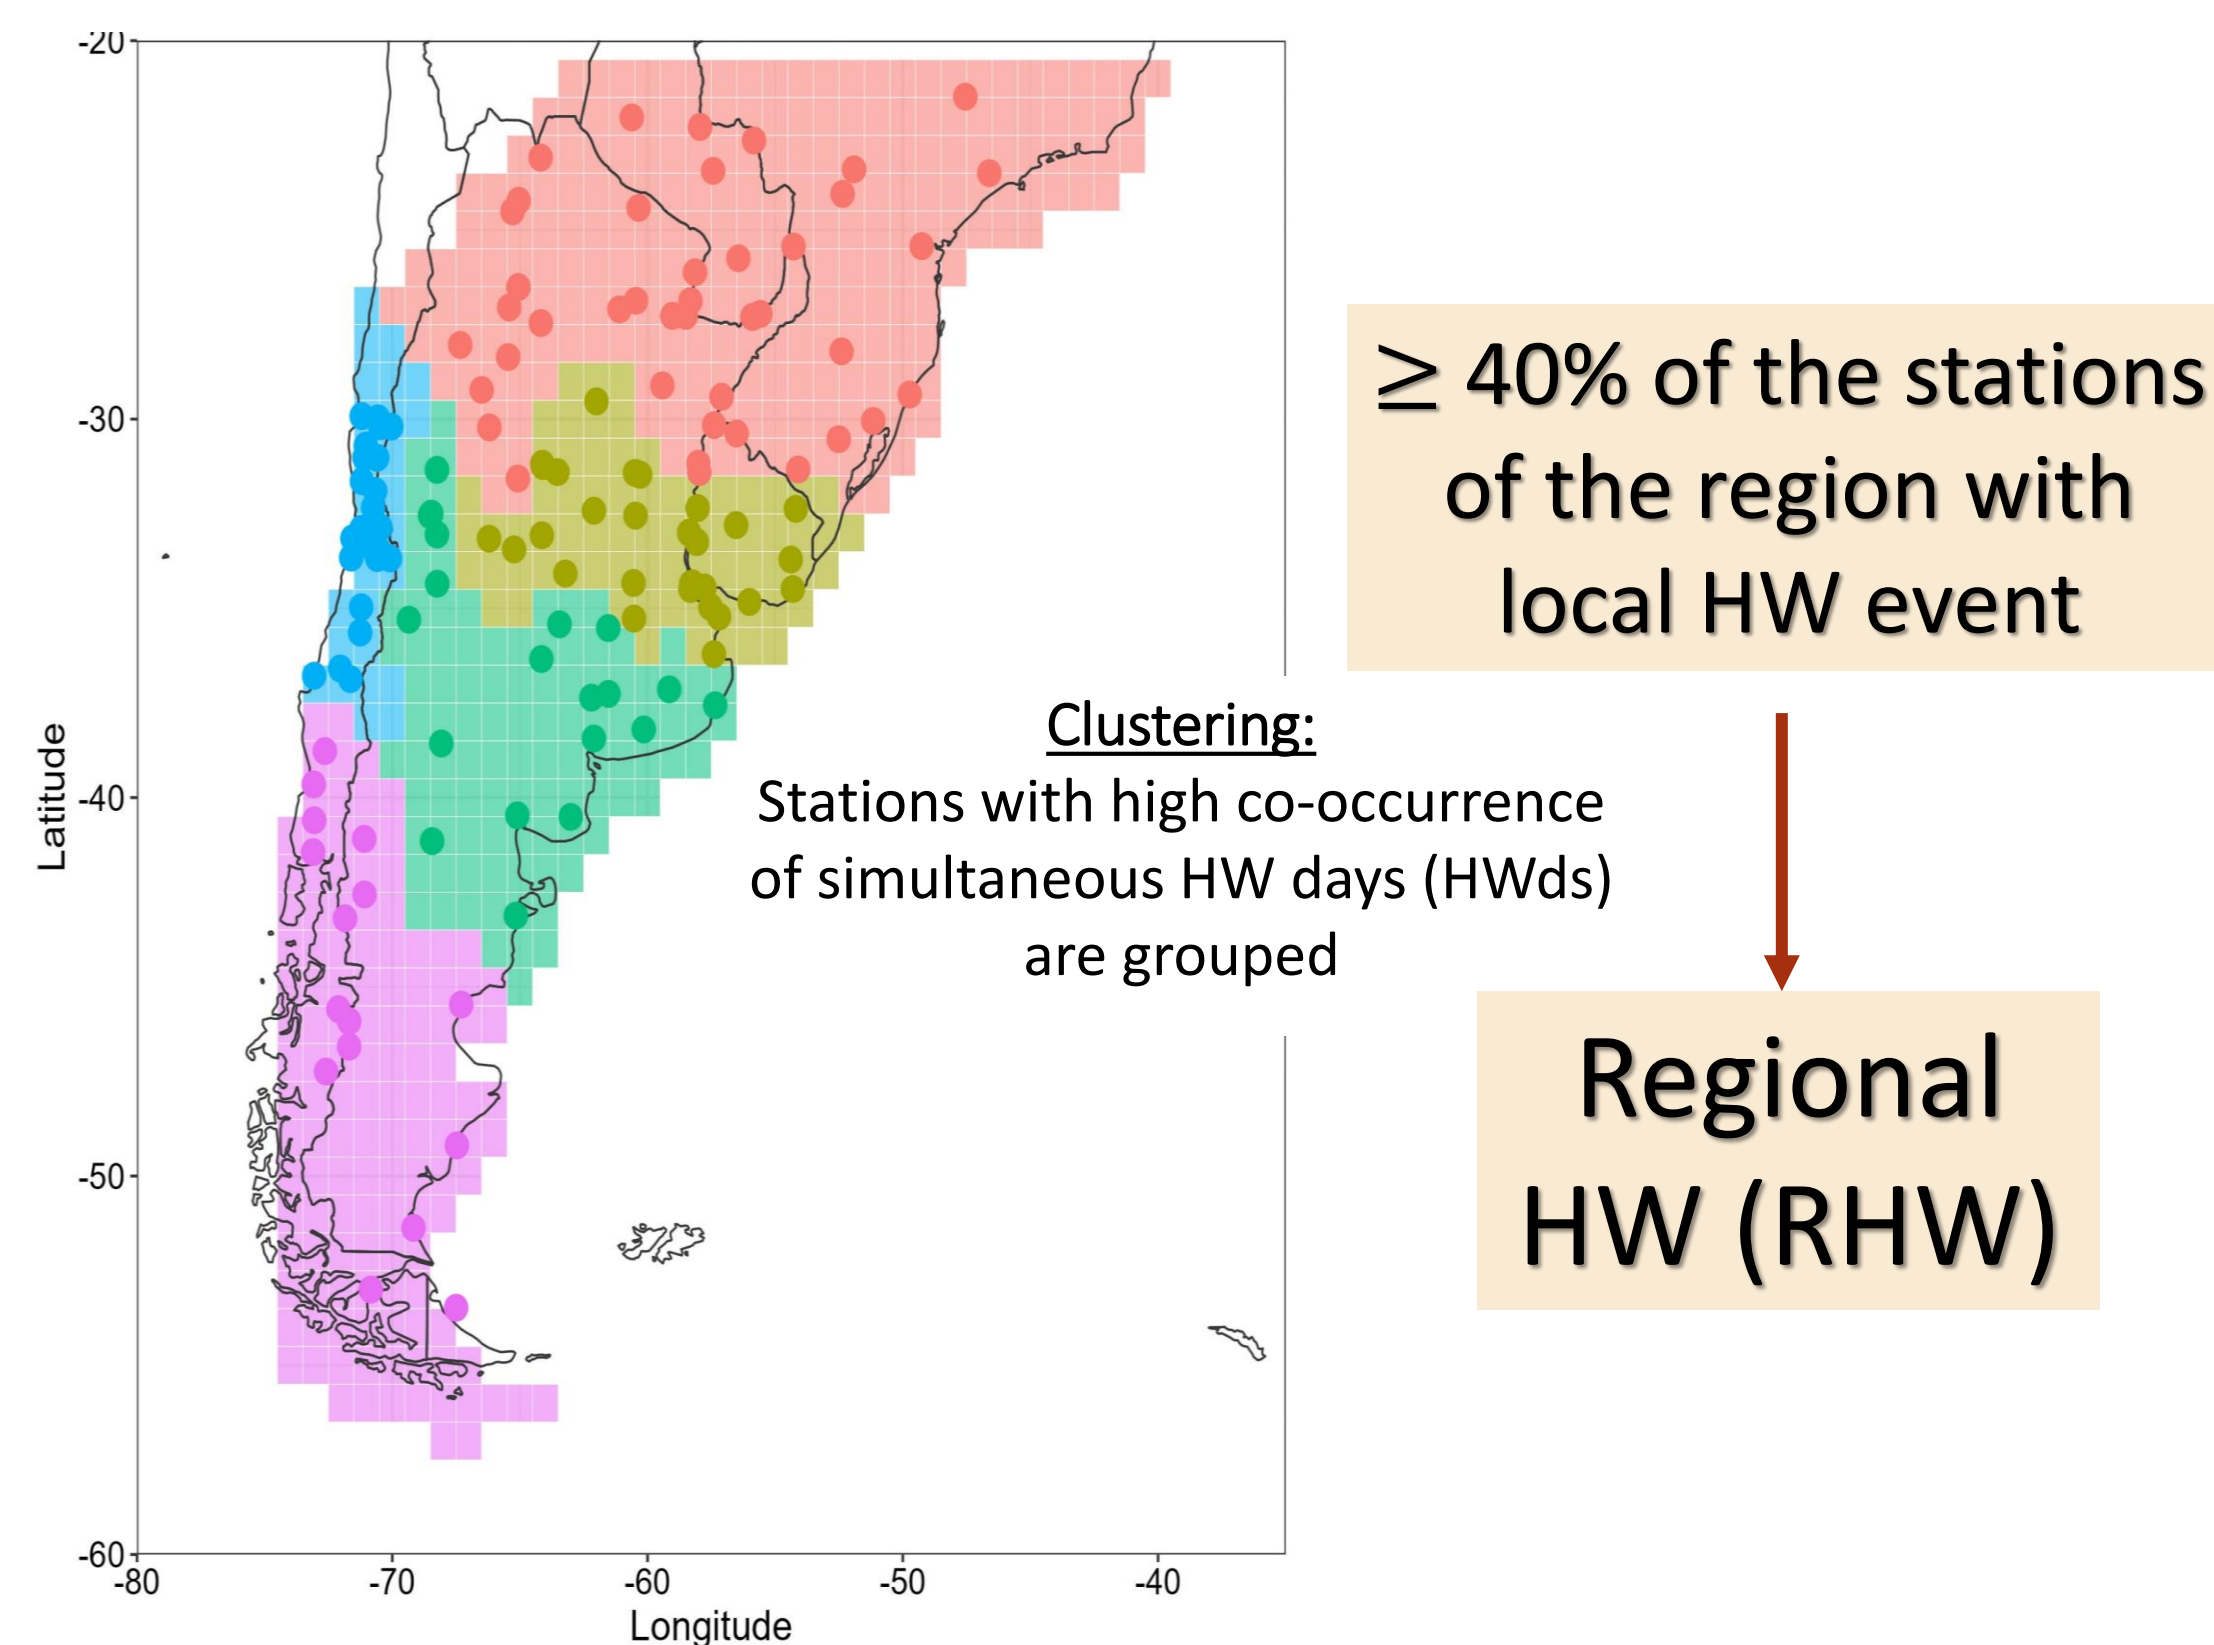 -20
-30
-40
-50
-60
Latitude
-80 -70 -60 -50 -40
Longitude
≥ 40% of the stations
of the region with
local HW event
Clustering:
Stations with high co-occurrence
of simultaneous HW days (HWds)
are grouped
Regional
HW (RHW)